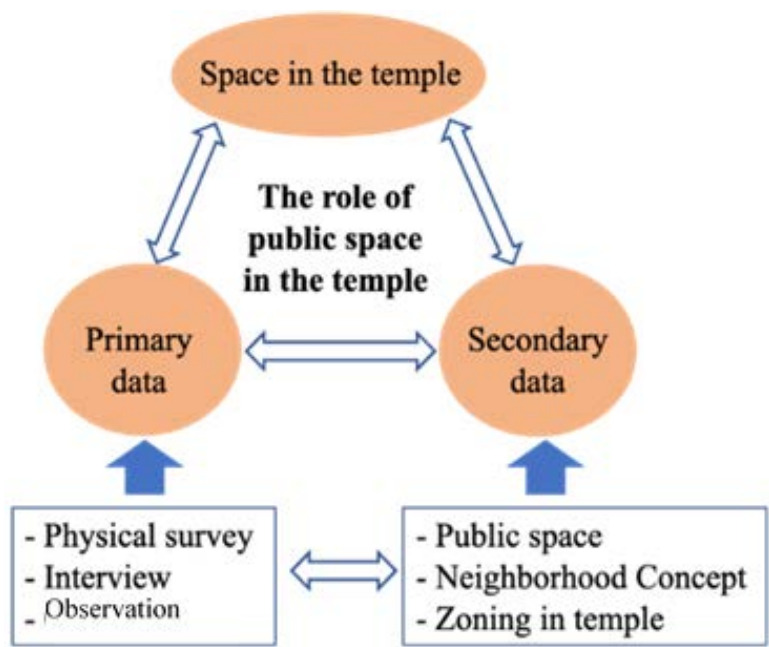 Space in the temple
The role of
public space
in the temple
Primary
data
Secondary
data
- Physical survey
- Interview
- Observation
- Public space
- Neighborhood Concept
- Zoning in temple